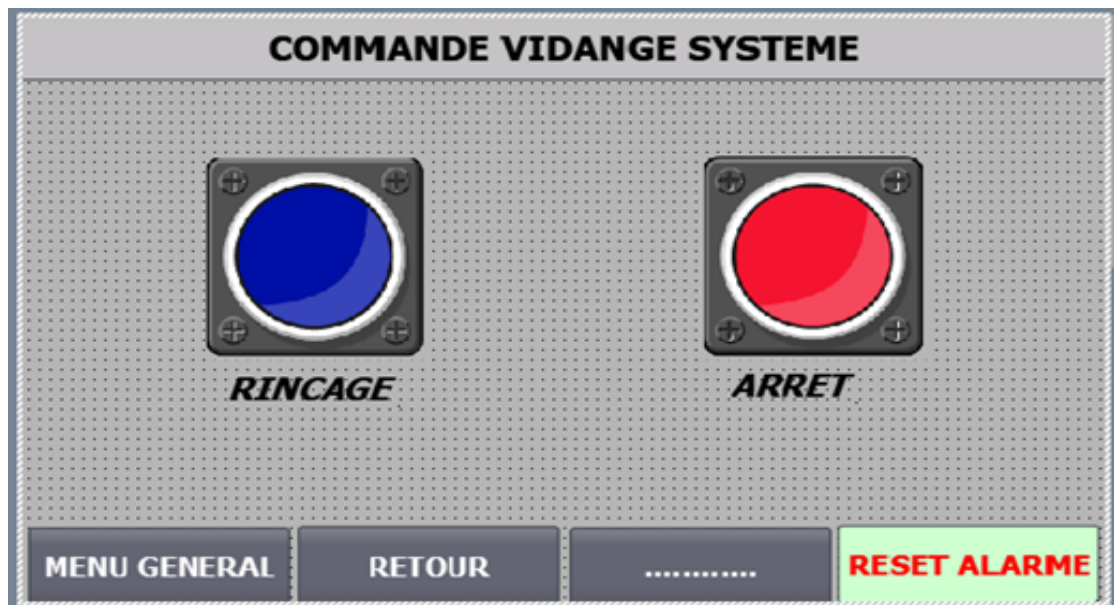 COMMANDE VIDANGE SYSTEME
RINCAGE
ARRET
MENU GENERAL
RETOUR
............
RESET ALARME